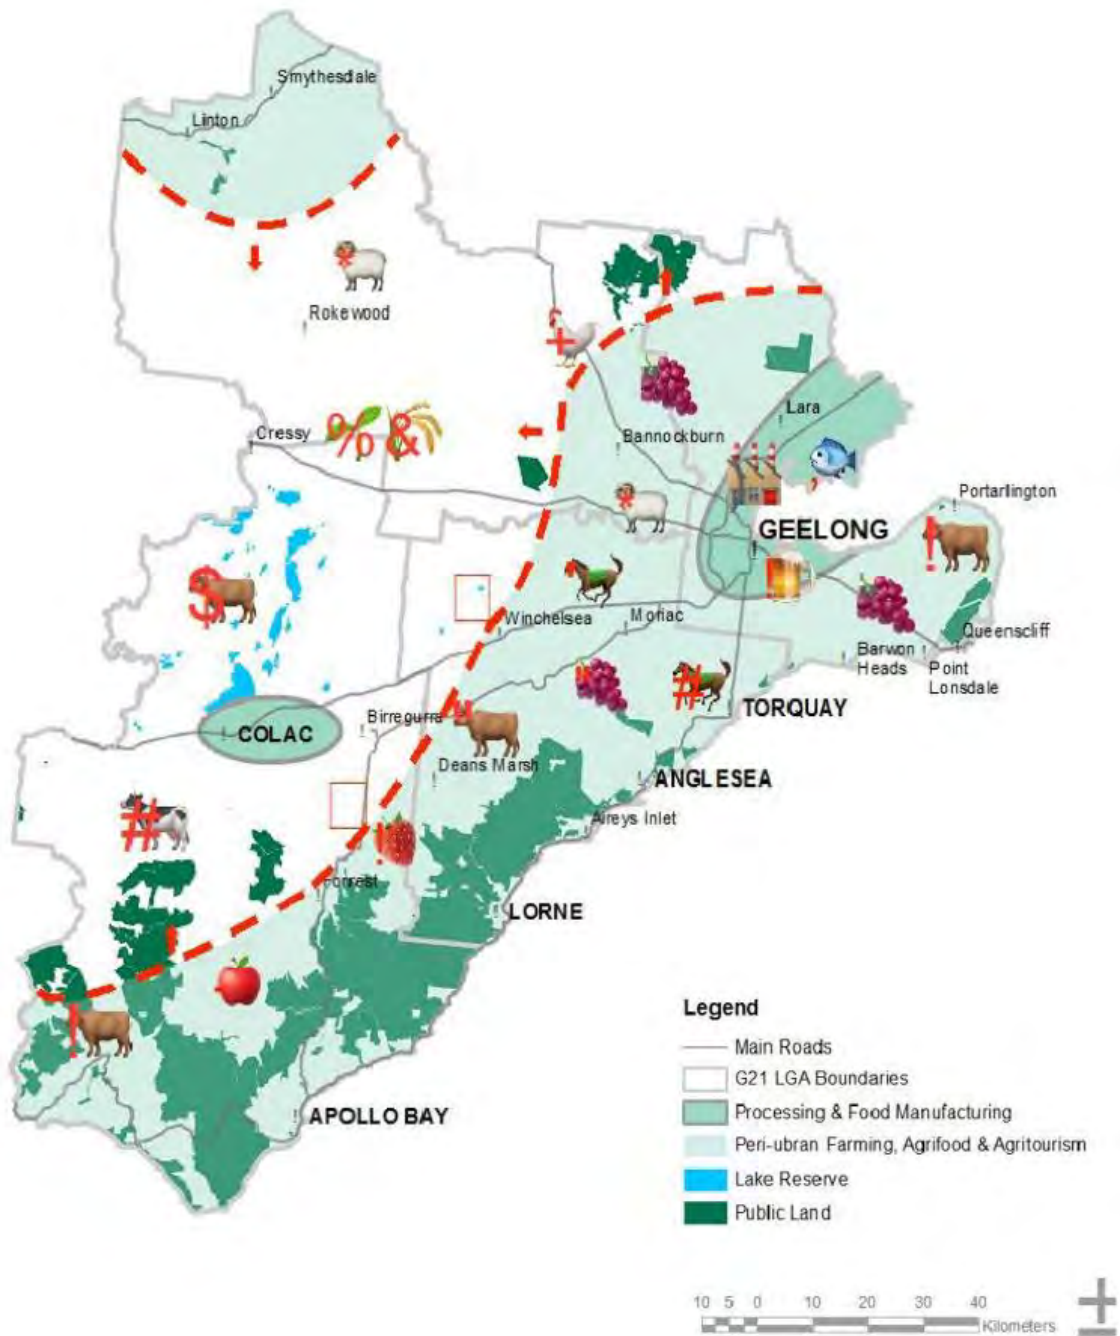 Smythesdale
Linton
Rokewood
Cressy
% &
+
Bannockburn
Lara
,
Portarlington
GEELONG
!
$
Winchelsea
Moriac
Queenscliff
Barwon
Heads
Point
Lonsdale
"
#
TORQUAY
COLAC
Birregurra
"
Deans Marsh
ANGLESEA
Aireys Inlet
#
!
Forrest
LORNE
!
APOLLO BAY
Legend
Main Roads
G21 LGA Boundaries
Processing & Food Manufacturing
Peri-ubran Farming, Agrifood & Agritourism
Lake Reserve
Public Land
10 5 0 10 20 30 40
Kilometers